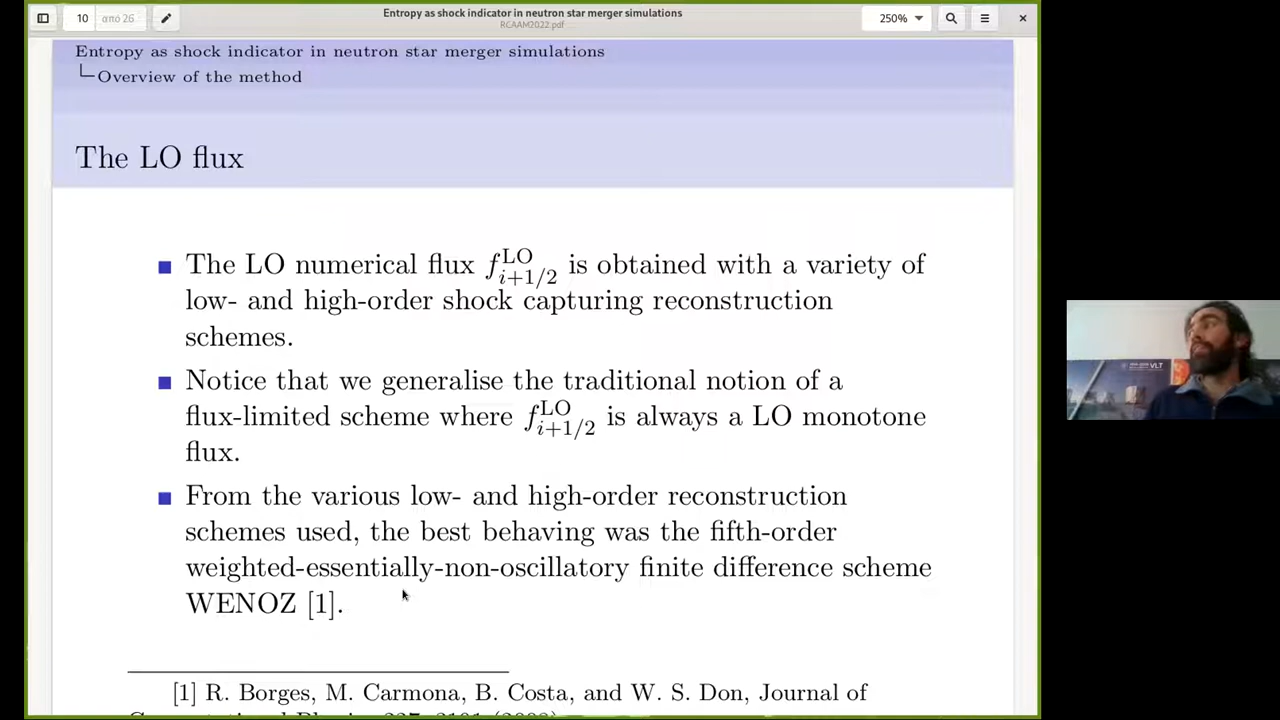 10
από 26
Entropy as shock indicator in neutron star merger simulations
RCAAM2022.pdf
250%
Entropy as shock indicator in neutron star merger simulations
Overview of the method
The LO flux
The LO numerical flux f^{LO}_{i+1/2} is obtained with a variety of
low- and high-order shock capturing reconstruction
schemes.
Notice that we generalise the traditional notion of a
flux-limited scheme where f^{LO}_{i+1/2} is always a LO monotone
flux.
From the various low- and high-order reconstruction
schemes used, the best behaving was the fifth-order
weighted-essentially-non-oscillatory finite difference scheme
WENOZ [1].
[1] R. Borges, M. Carmona, B. Costa, and W. S. Don, Journal of
VLT